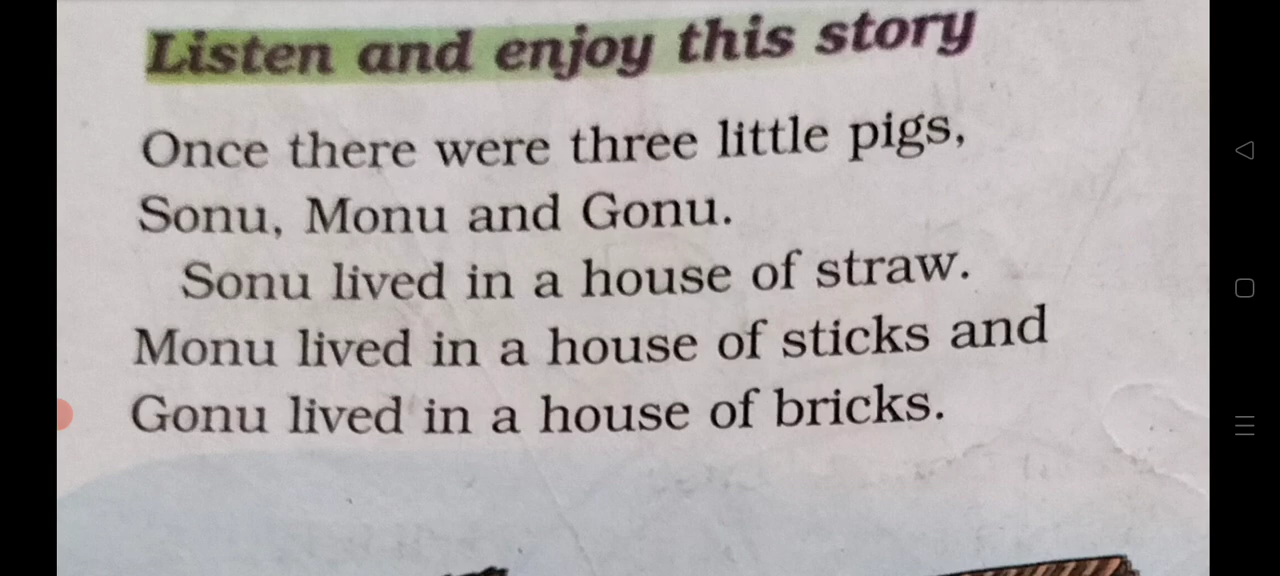 Listen and enjoy this story
Once there were three little pigs,
Sonu, Monu and Gonu.
Sonu lived in a house of straw.
Monu lived in a house of sticks and
Gonu lived in a house of bricks.